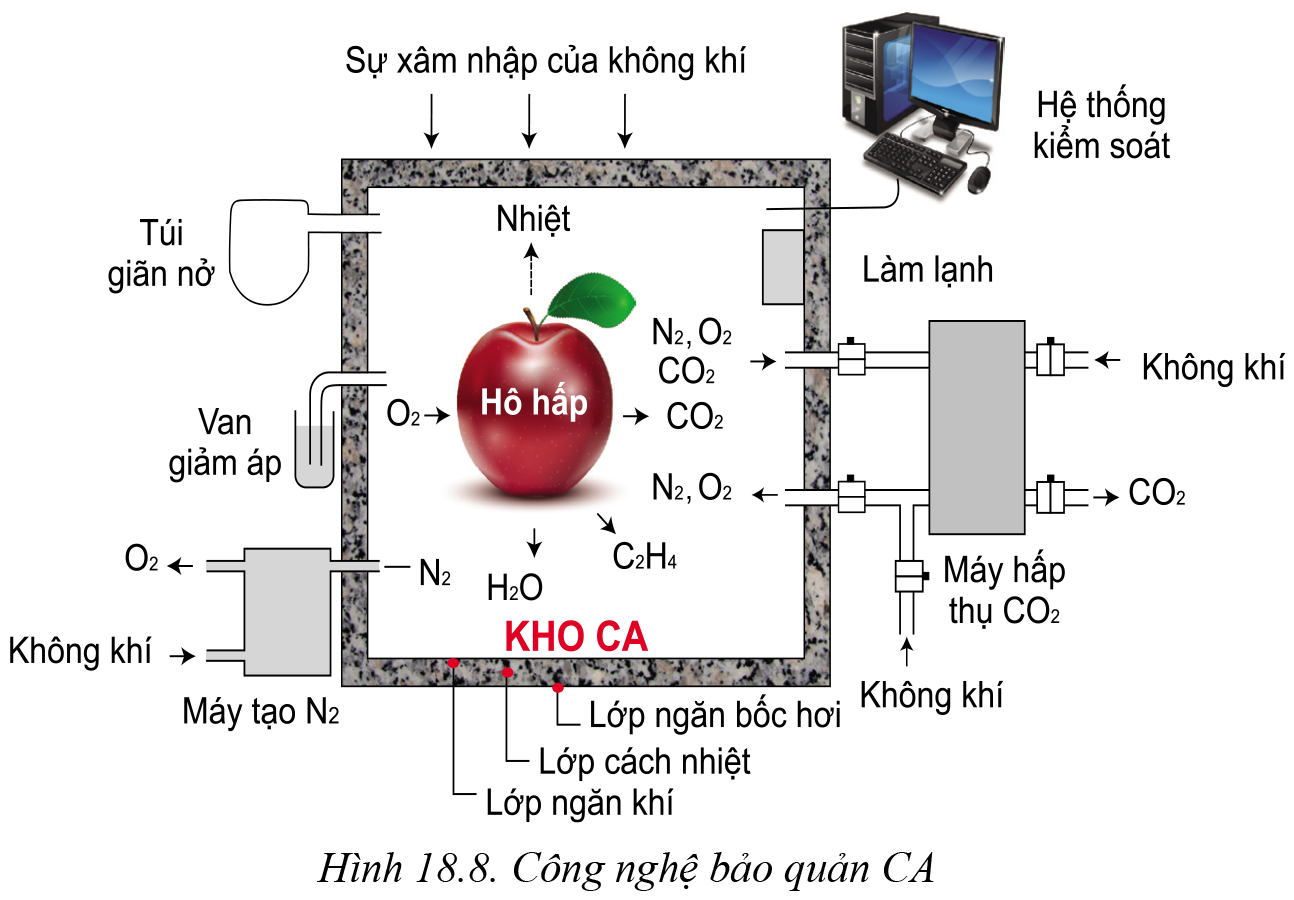 Sự xâm nhập của không khí
Hệ thống
kiểm soát
Túi
giãn nở
Nhiệt
Làm lạnh
N2, O2
CO2
Không khí
Hô hấp
O2
CO2
Van
giảm áp
N2, O2
CO2
O2
N2
C2H4
H2O
Máy hấp
thụ CO2
KHO CA
Không khí
Máy tạo N2
Không khí
Lớp ngăn bốc hơi
Lớp cách nhiệt
Lớp ngăn khí
Hình 18.8. Công nghệ bảo quản CA